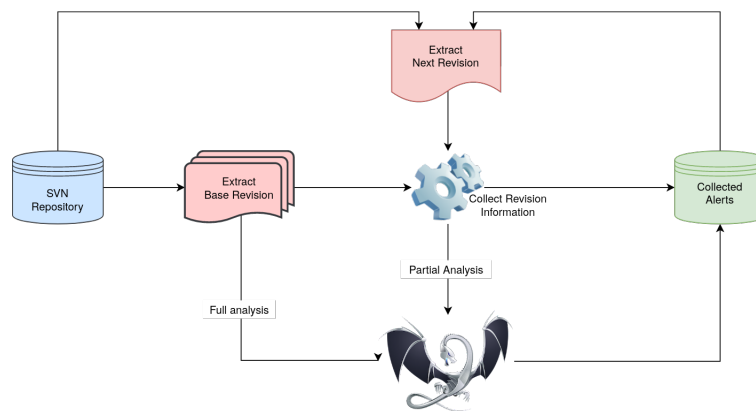 Extract
Next Revision
SVN
Repository
Extract
Base Revision
Collect Revision
Information
Collected
Alerts
Partial Analysis
Full analysis